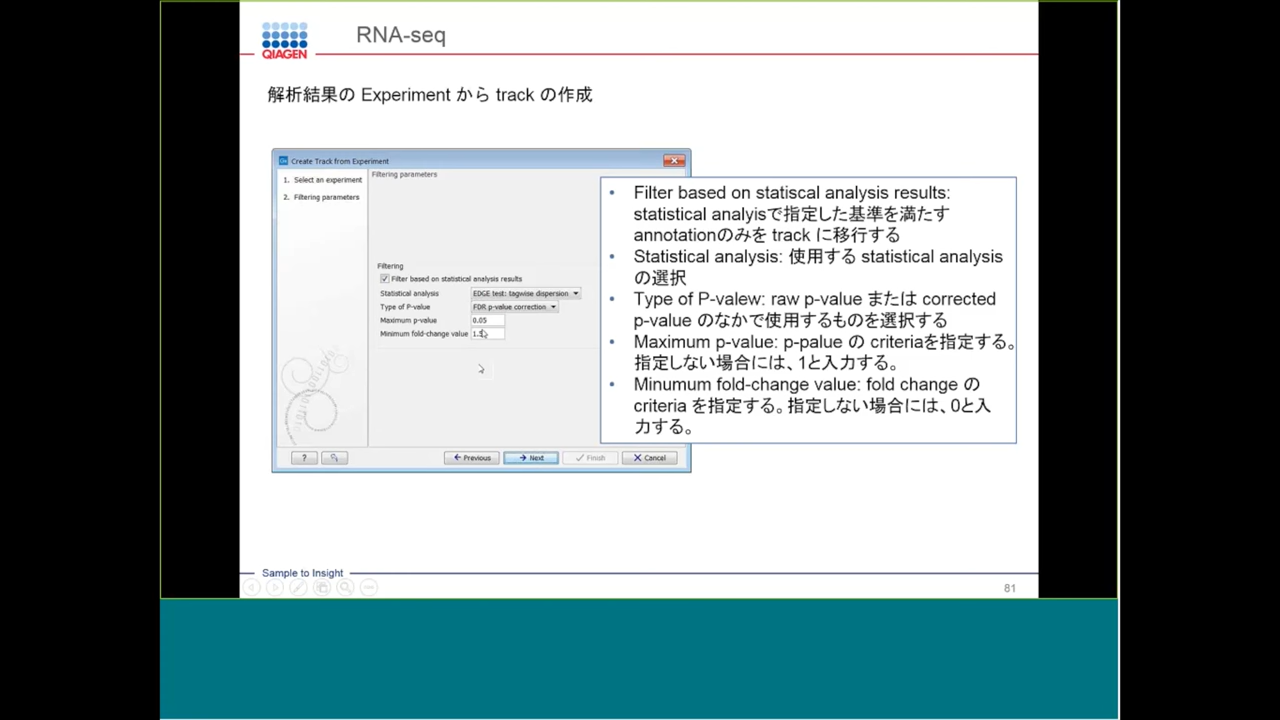 QIAGEN
RNA-seq
解析結果の Experiment から track の作成
Create Track from Experiment
1. Select an experiment
2. Filtering parameters
Filtering parameters
Filtering
Filter based on statistical analysis results
Statistical analysis EDGE test: tagwise dispersion
Type of P-value FDR p-value correction
Maximum p-value 0.05
Minimum fold-change value 1.5
? Previous Next Finish Cancel
• Filter based on statiscal analysis results:
statistical analyisで指定した基準を満たす
annotationのみを track に移行する
• Statistical analysis: 使用する statistical analysis
の選択
• Type of P-valew: raw p-value または corrected
p-value のなかで使用するものを選択する
• Maximum p-value: p-palue の criteriaを指定する。
指定しない場合には、1と入力する。
• Minumum fold-change value: fold change の
criteria を指定する。指定しない場合には、0と入
力する。
Sample to Insight
81